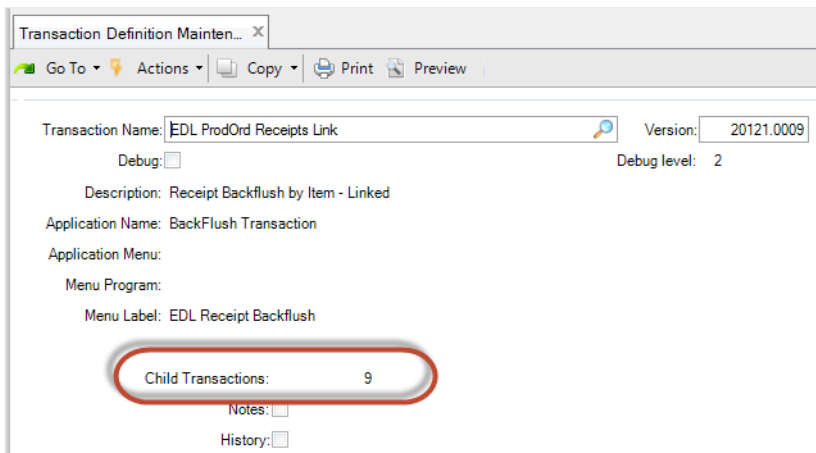 Transaction Definition Mainten... X
Go To Actions Copy Print Preview
Transaction Name: EDL ProdOrd Receipts Link Version: 20121.0009
Debug: Debug level: 2
Description: Receipt Backflush by Item - Linked
Application Name: BackFlush Transaction
Application Menu:
Menu Program:
Menu Label: EDL Receipt Backflush
Child Transactions: 9
Notes:
History: